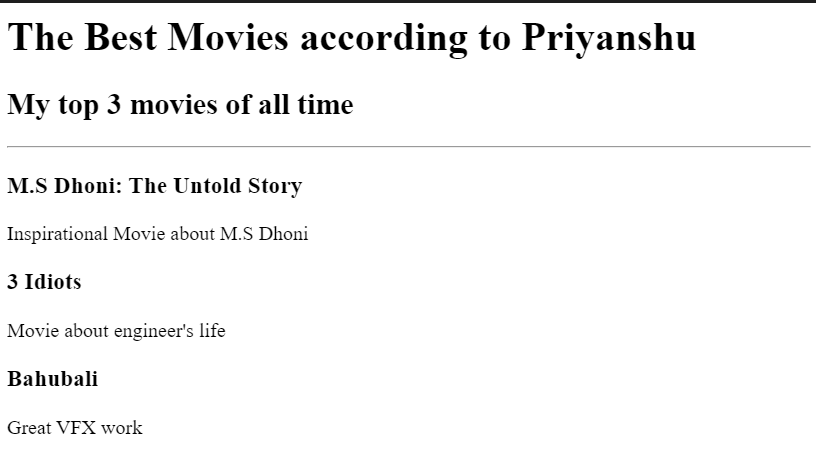 The Best Movies according to Priyanshu
My top 3 movies of all time
M.S Dhoni: The Untold Story
Inspirational Movie about M.S Dhoni
3 Idiots
Movie about engineer's life
Bahubali
Great VFX work